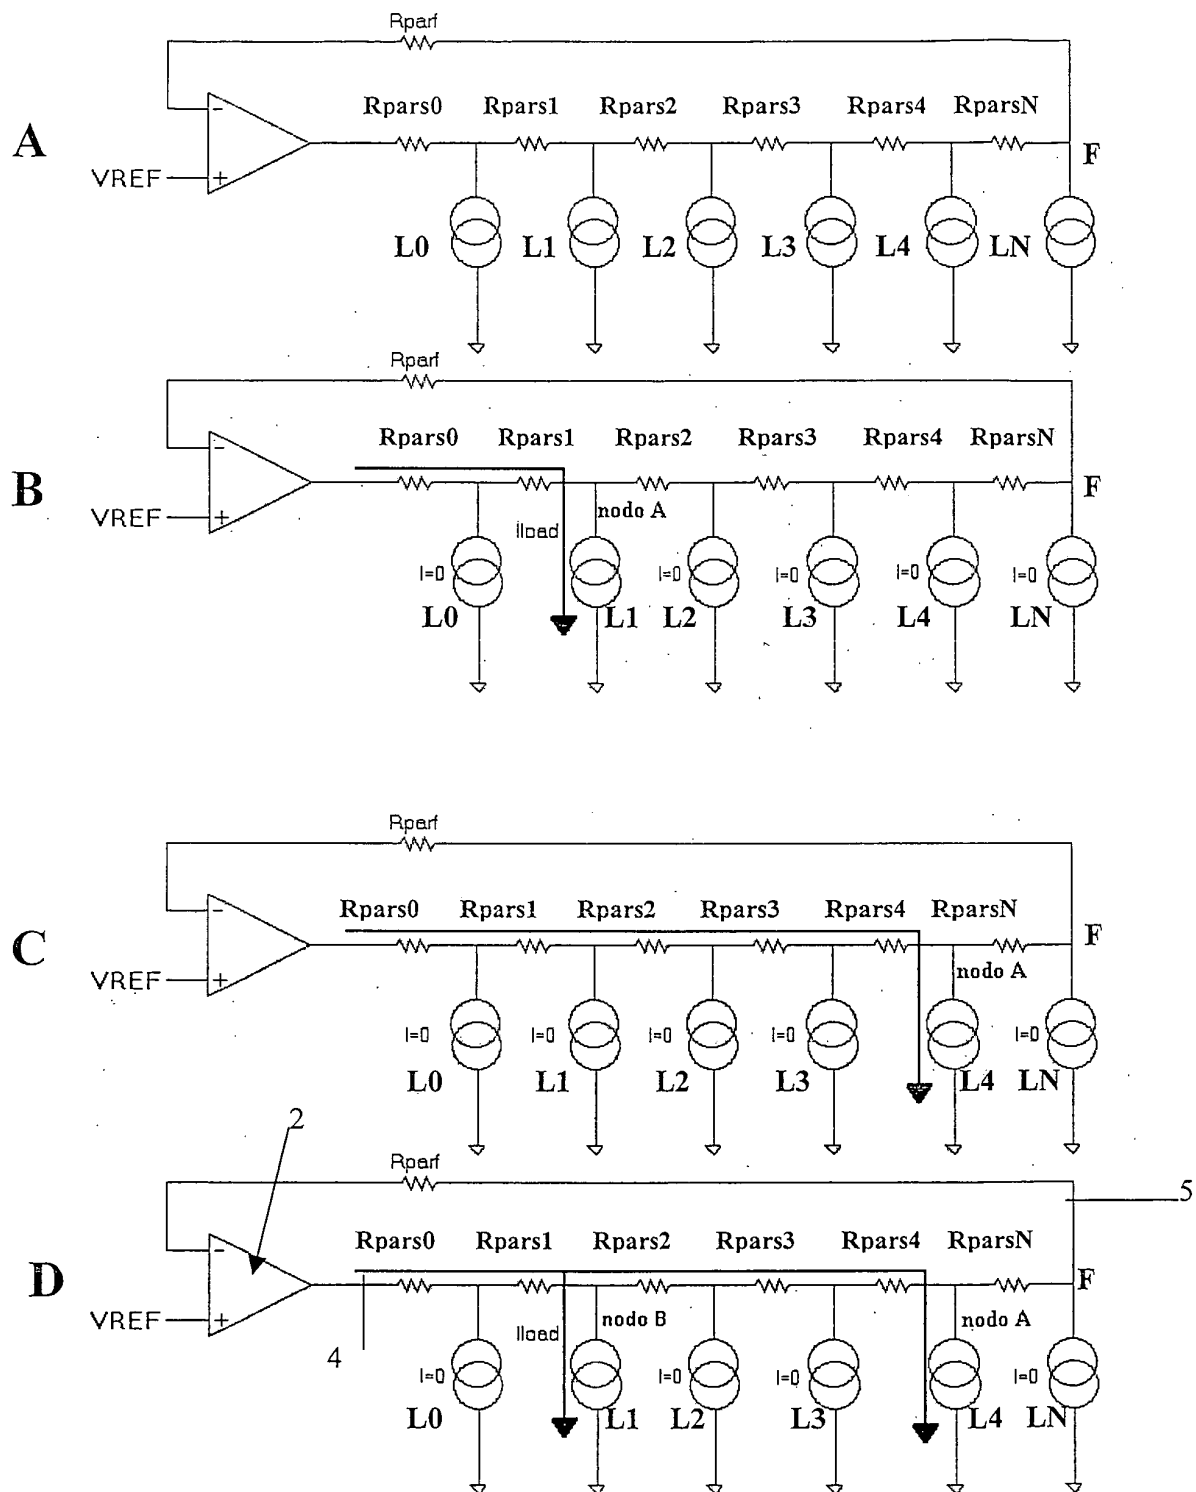 Rparf
Rpars0 Rpars1 Rpars2 Rpars3 Rpars4 RparsN
A
-
F
VREF
+
L0 L1 L2 L3 L4 LN
Rparf
Rpars0 Rpars1 Rpars2 Rpars3 Rpars4 RparsN
-
B
F
VREF
+
nodo A
Iload
I=0 I=0 I=0 I=0 I=0
L0 L1 L2 L3 L4 LN
Rparf
Rpars0 Rpars1 Rpars2 Rpars3 Rpars4 RparsN
-
C
F
VREF
+
nodo A
I=0 I=0 I=0 I=0 I=0
L0 L1 L2 L3 L4 LN
2
Rparf
5
Rpars0 Rpars1 Rpars2 Rpars3 Rpars4 RparsN
-
D
F
VREF
+
Iload nodo B nodo A
4
I=0 I=0 I=0 I=0
L0 L1 L2 L3 L4 LN